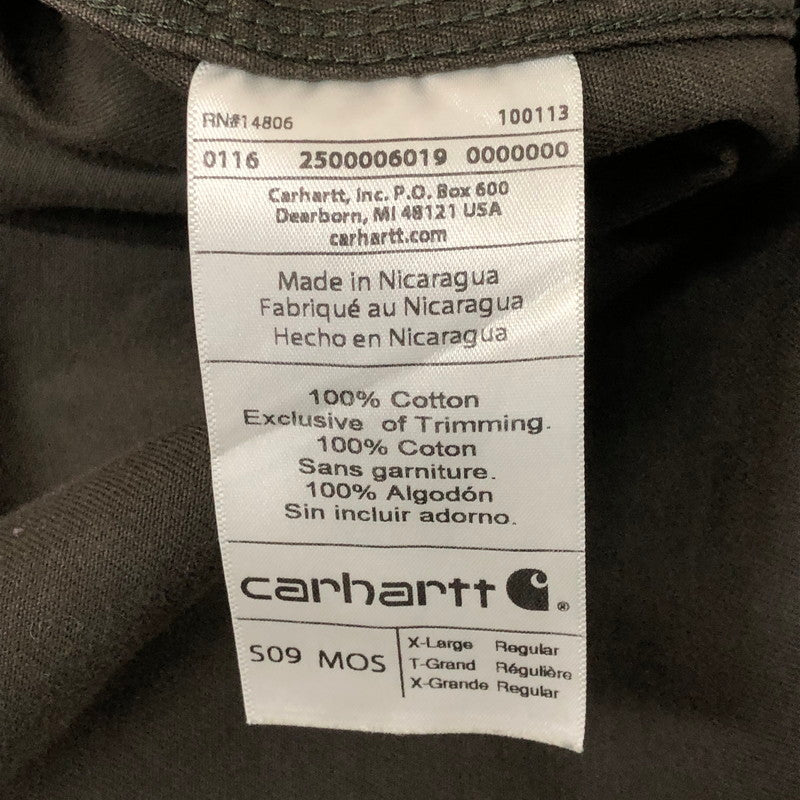 RN#14806 100113
0116 2500006019 0000000
Carhartt, Inc. P.O. Box 600
Dearborn, MI 48121 USA
carhartt.com
Made in Nicaragua
Fabriqué au Nicaragua
Hecho en Nicaragua
100% Cotton
Exclusive of Trimming.
100% Coton
Sans garniture.
100% Algodón
Sin incluir adorno.
carhartt ®
S09 MOS
X-Large Regular
T-Grand Régulière
X-Grande Regular